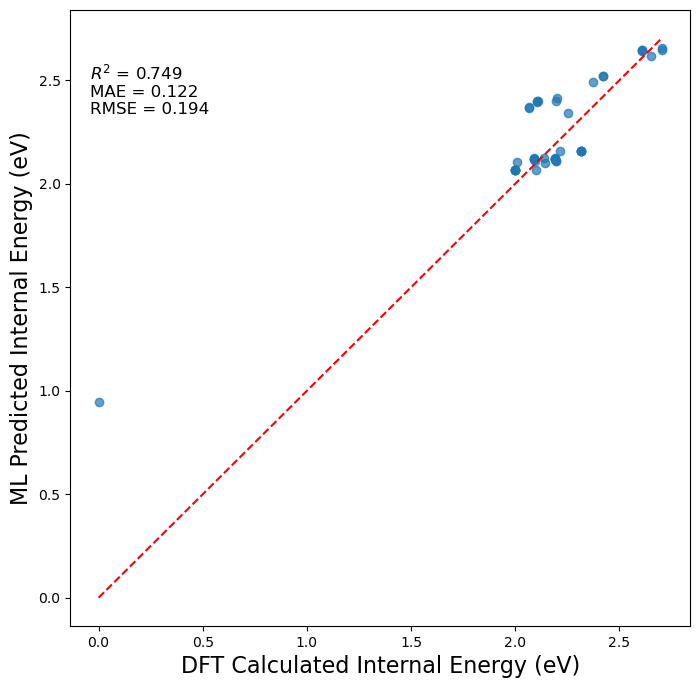 R² = 0.749
MAE = 0.122
RMSE = 0.194
ML Predicted Internal Energy (eV)
2.5
2.0
1.5
1.0
0.5
0.0
0.0 0.5 1.0 1.5 2.0 2.5
DFT Calculated Internal Energy (eV)